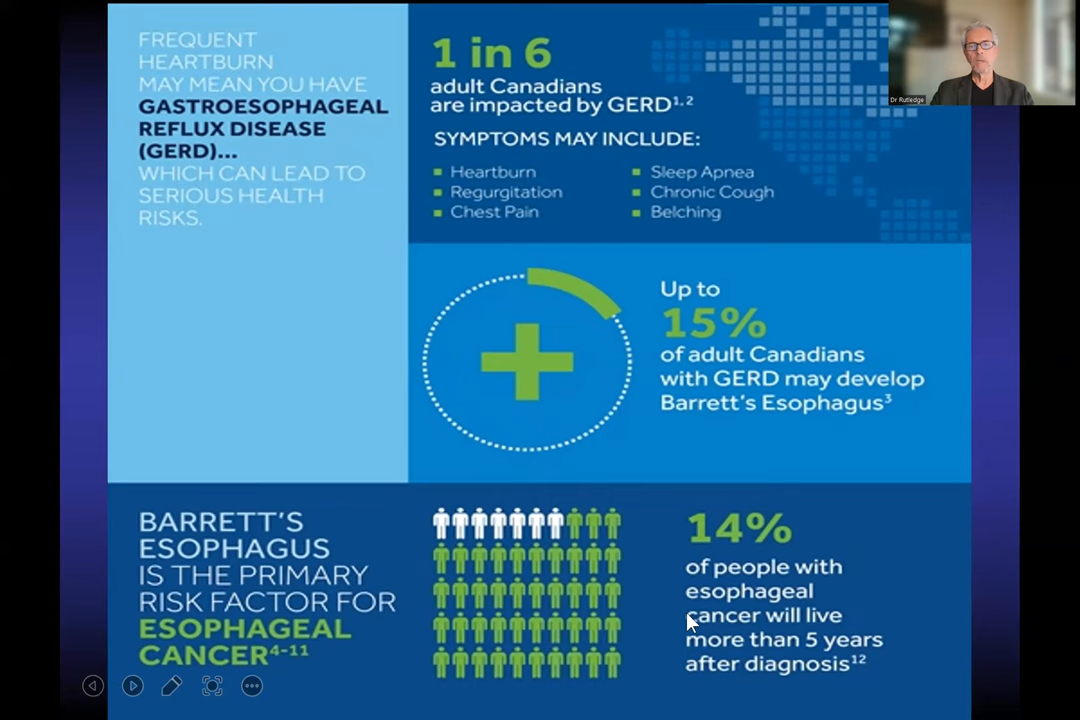 FREQUENT
HEARTBURN
MAY MEAN YOU HAVE
GASTROESOPHAGEAL
REFLUX DISEASE
(GERD)...
WHICH CAN LEAD TO
SERIOUS HEALTH
RISKS.
1 in 6
adult Canadians
are impacted by GERD1,2
SYMPTOMS MAY INCLUDE:
Heartburn
Regurgitation
Chest Pain
Sleep Apnea
Chronic Cough
Belching
Dr Rutledge
Up to
15%
of adult Canadians
with GERD may develop
Barrett's Esophagus3
BARRETT'S
ESOPHAGUS
IS THE PRIMARY
RISK FACTOR FOR
ESOPHAGEAL
CANCER4-11
14%
of people with
esophageal
cancer will live
more than 5 years
after diagnosis12